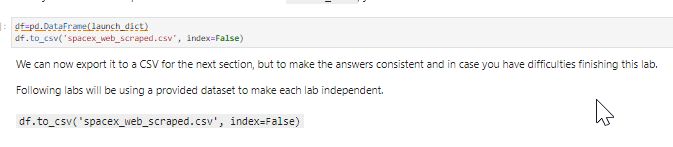 ]:
df=pd.DataFrame(launch_dict)
df.to_csv('spacex_web_scraped.csv', index=False)
We can now export it to a CSV for the next section, but to make the answers consistent and in case you have difficulties finishing this lab.
Following labs will be using a provided dataset to make each lab independent.
df.to_csv('spacex_web_scraped.csv', index=False)